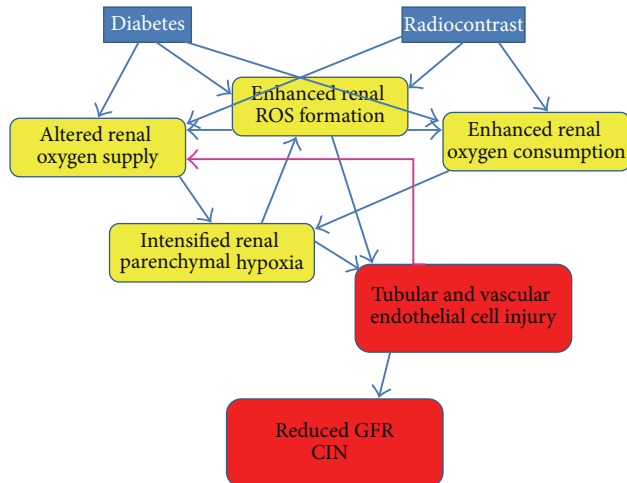 Diabetes
Radiocontrast
Enhanced renal
ROS formation
Altered renal
oxygen supply
Enhanced renal
oxygen consumption
Intensified renal
parenchymal hypoxia
Tubular and vascular
endothelial cell injury
Reduced GFR
CIN